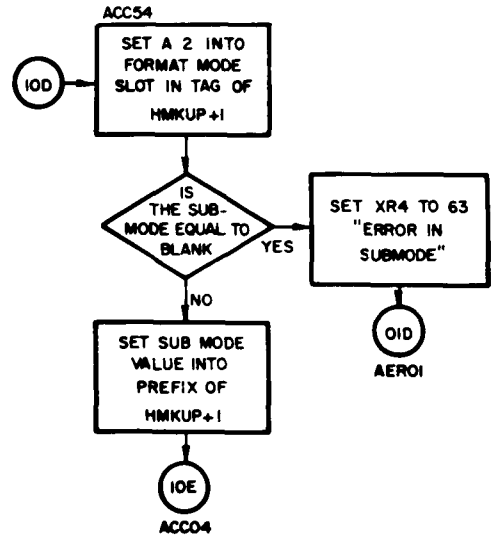 ACC54
SET A 2 INTO
FORMAT MODE
SLOT IN TAG OF
HMKUP+1
10D
IS
THE SUB-
MODE EQUAL TO
BLANK
YES
SET XR4 TO 63
"ERROR IN
SUBMODE"
NO
01D
AER01
SET SUB MODE
VALUE INTO
PREFIX OF
HMKUP+1
10E
ACC04